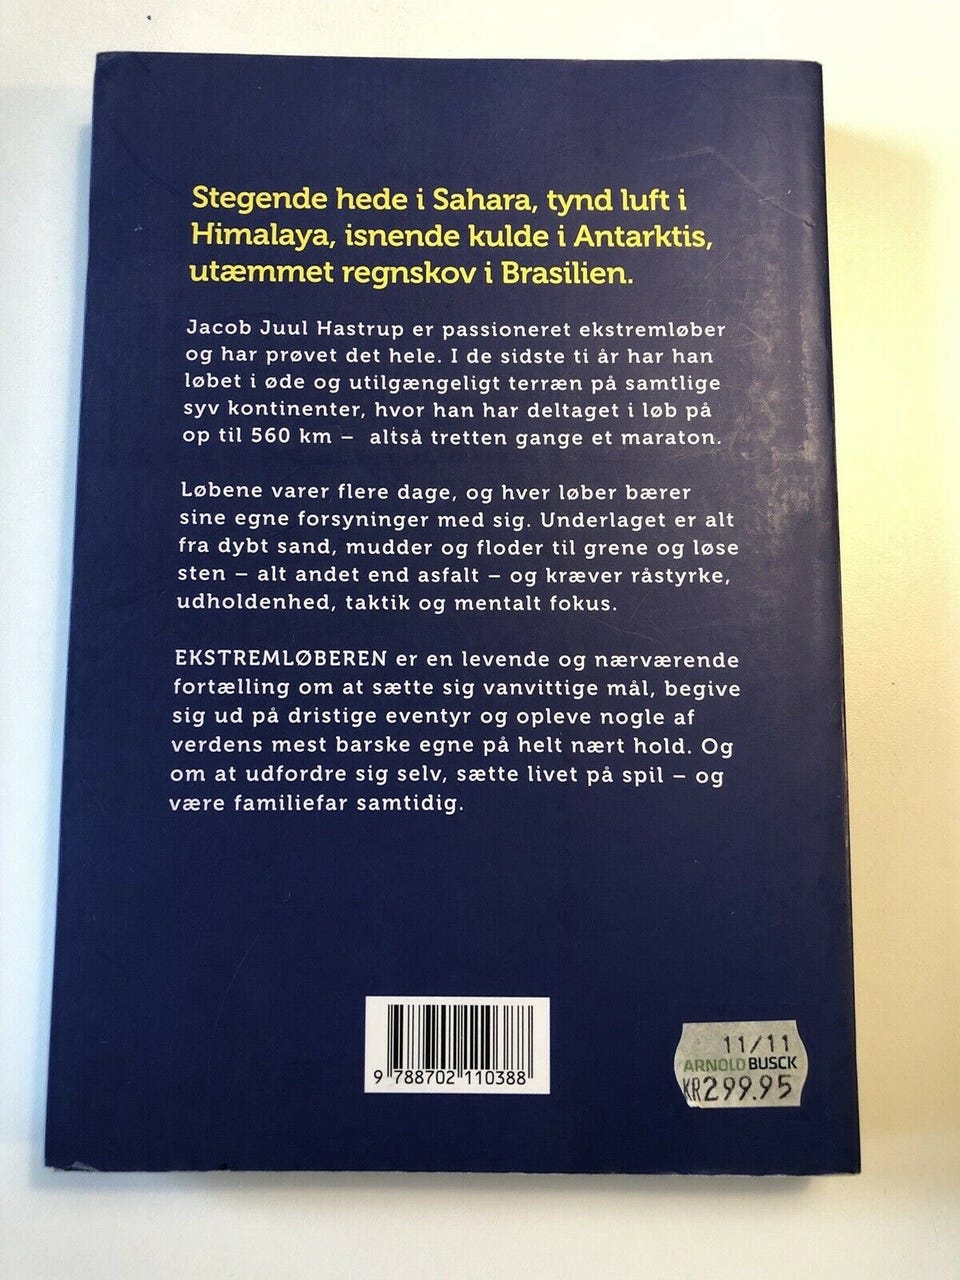 Stegende hede i Sahara, tynd luft i
Himalaya, isnende kulde i Antarktis,
utæmmet regnskov i Brasilien.
Jacob Juul Hastrup er passioneret ekstremløber
og har prøvet det hele. I de sidste ti år har han
løbet i øde og utilgængeligt terræn på samtlige
syv kontinenter, hvor han har deltaget i løb på
op til 560 km – altså tretten gange et maraton.
Løbene varer flere dage, og hver løber bærer
sine egne forsyninger med sig. Underlaget er alt
fra dybt sand, mudder og floder til grene og løse
sten – alt andet end asfalt – og kræver råstyrke,
udholdenhed, taktik og mentalt fokus.
EKSTREMLØBEREN er en levende og nærværende
fortælling om at sætte sig vanvittige mål, begive
sig ud på dristige eventyr og opleve nogle af
verdens mest barske egne på helt nært hold. Og
om at udfordre sig selv, sætte livet på spil – og
være familiefar samtidig.
9 788702 110388
11/11
ARNOLD BUSCK
KR299.95